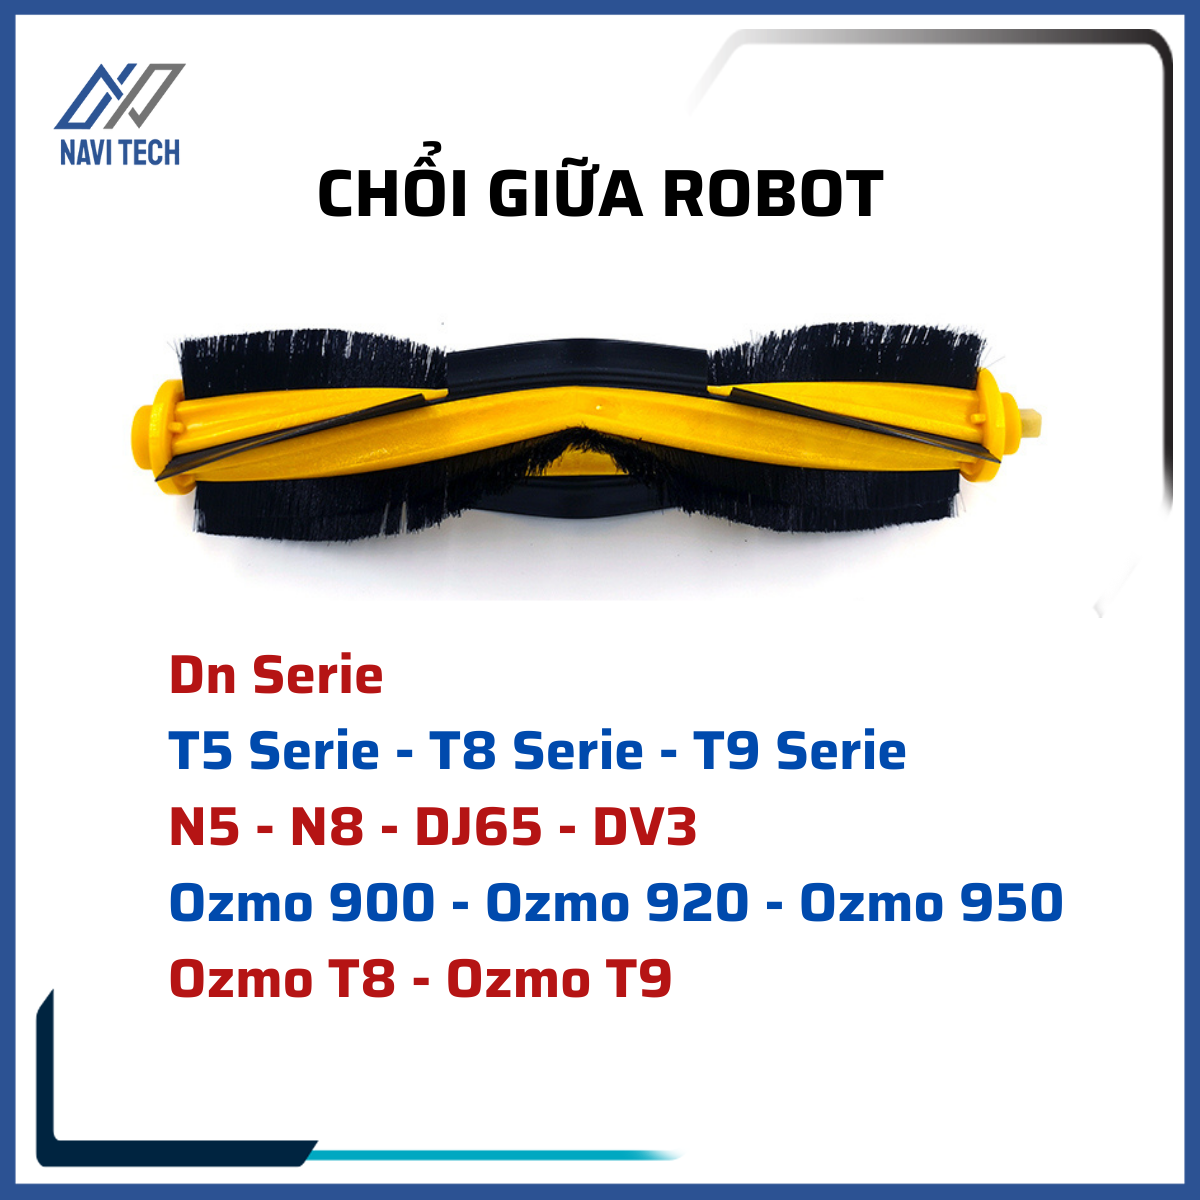 NAVI TECH
CHỔI GIỮA ROBOT
Dn Serie
T5 Serie - T8 Serie - T9 Serie
N5 - N8 - DJ65 - DV3
Ozmo 900 - Ozmo 920 - Ozmo 950
Ozmo T8 - Ozmo T9